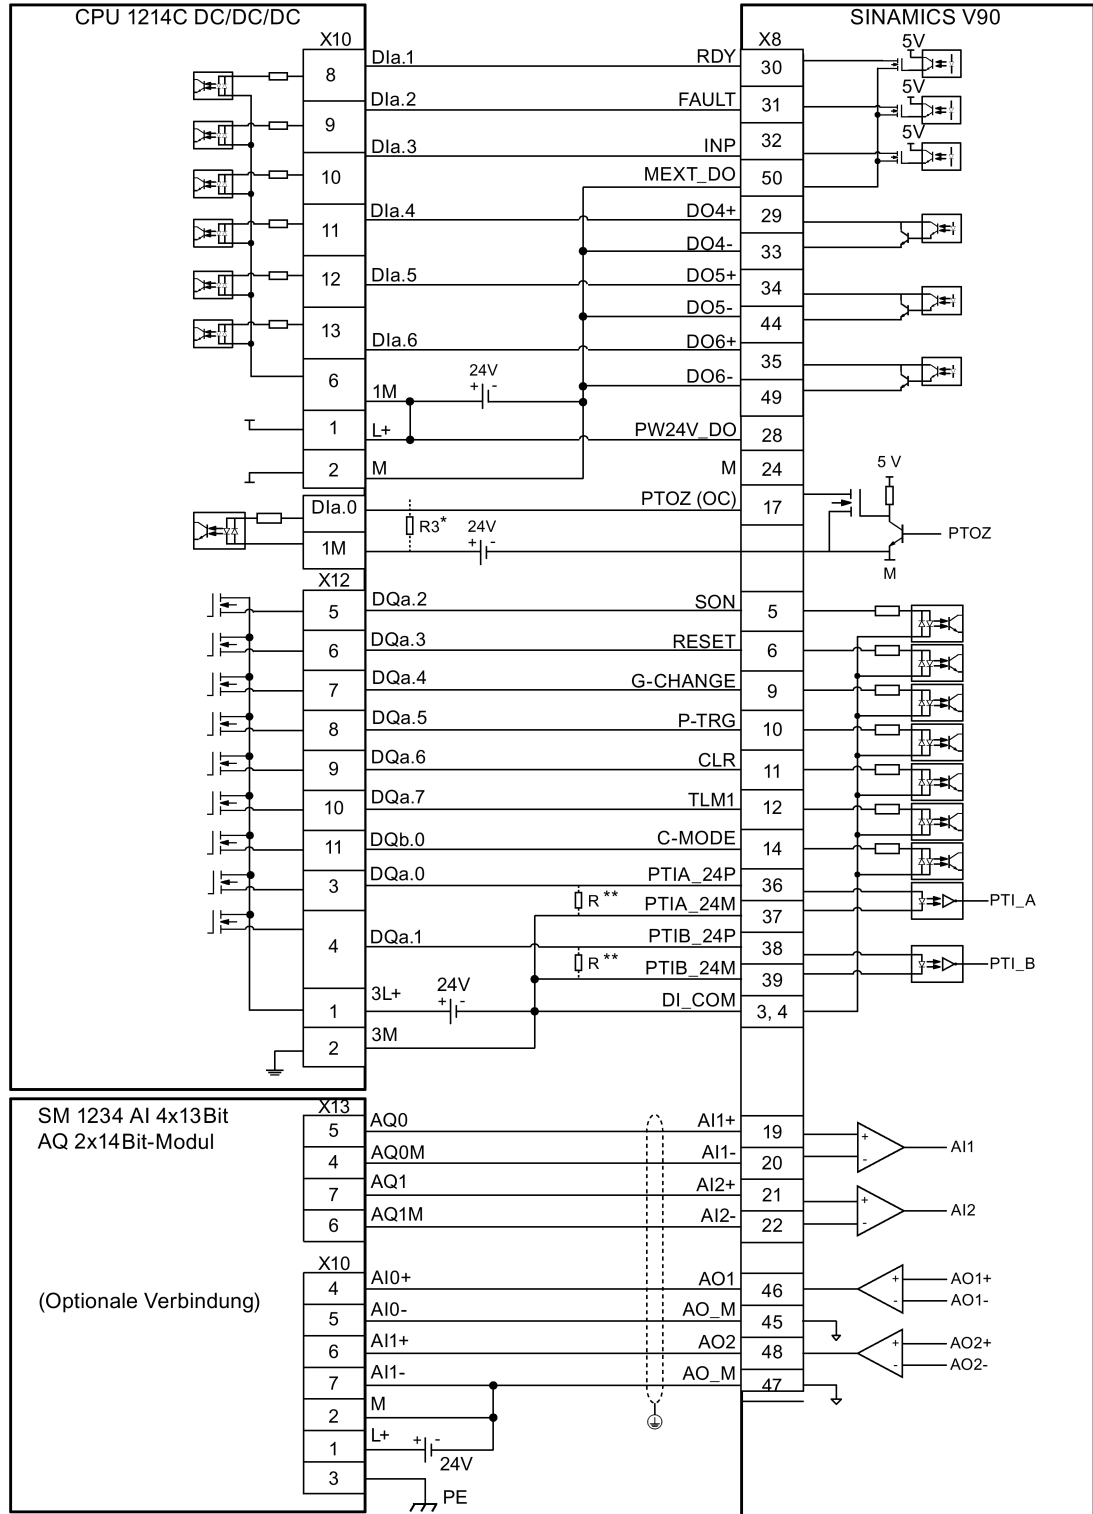 CPU 1214C DC/DC/DC
SINAMICS V90
X10
X8
8 DIa.1 RDY 30 5V
9 DIa.2 FAULT 31 5V
10 DIa.3 INP 32 5V
MEXT_DO 50
11 DIa.4 DO4+ 29
DO4- 33
12 DIa.5 DO5+ 34
DO5- 44
13 DIa.6 DO6+ 35
24V
+ -
DO6- 49
6 1M
1 L+ PW24V_DO 28
2 M M 24
5 V
DIa.0 PTOZ (OC) 17
R3*
24V
+ -
PTOZ
1M
M
X12
5 DQa.2 SON 5
6 DQa.3 RESET 6
7 DQa.4 G-CHANGE 9
8 DQa.5 P-TRG 10
9 DQa.6 CLR 11
10 DQa.7 TLM1 12
11 DQb.0 C-MODE 14
3 DQa.0 PTIA_24P 36
R **
PTIA_24M 37
PTI_A
4 DQa.1 PTIB_24P 38
R **
PTIB_24M 39
PTI_B
24V
+ -
1 3L+ DI_COM 3, 4
2 3M
SM 1234 AI 4x13Bit
AQ 2x14Bit-Modul
X13
5 AQ0 AI1+ 19 +
AI1
4 AQ0M AI1- 20 -
7 AQ1 AI2+ 21 +
AI2
6 AQ1M AI2- 22 -
X10
(Optionale Verbindung)
4 AI0+ AO1 46 + AO1+
- AO1-
5 AI0- AO_M 45
6 AI1+ AO2 48 + AO2+
- AO2-
7 AI1- AO_M 47
2 M
1 L+ + -
24V
3 PE